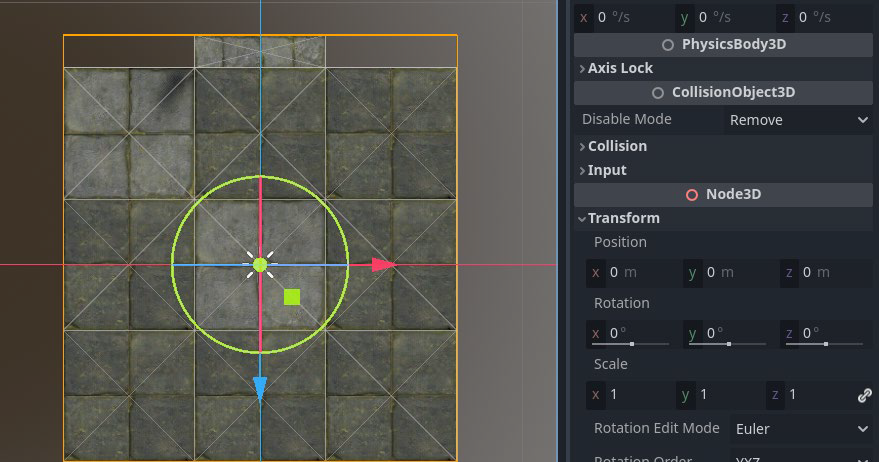 x 0 °/s y 0 °/s z 0 °/s
PhysicsBody3D
Axis Lock
CollisionObject3D
Disable Mode Remove
Collision
Input
Node3D
Transform
Position
x 0 m y 0 m z 0 m
Rotation
x 0 ° y 0 ° z 0 °
Scale
x 1 y 1 z 1
Rotation Edit Mode Euler
Rotation Order YXZ